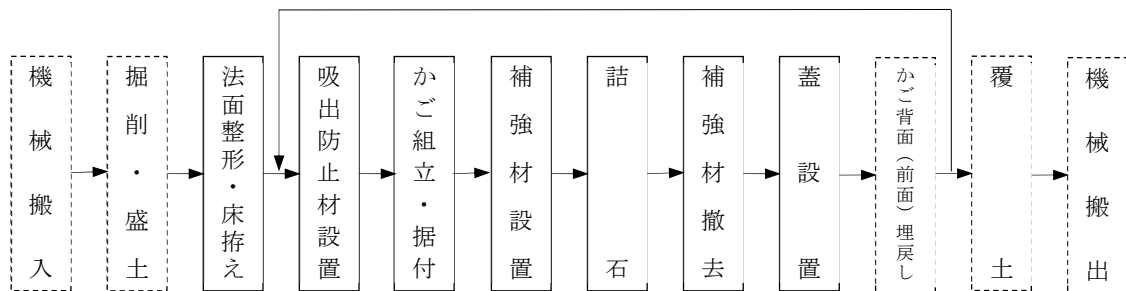 機械搬入
掘削・盛土
法面整形・床拵え
吸出防止材設置
かご組立・据付
補強材設置
詰石
補強材撤去
蓋設置
かご背面（前面）埋戻し
覆土
機械搬出